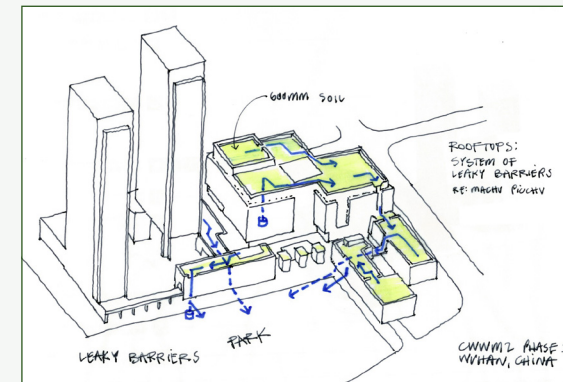 600MM SOIL
ROOFTOPS:
SYSTEM OF
LEAKY BARRIERS
RE: MACHU PICCHU
PARK
LEAKY BARRIERS
CWWM2 PHASE
WUHAN, CHINA